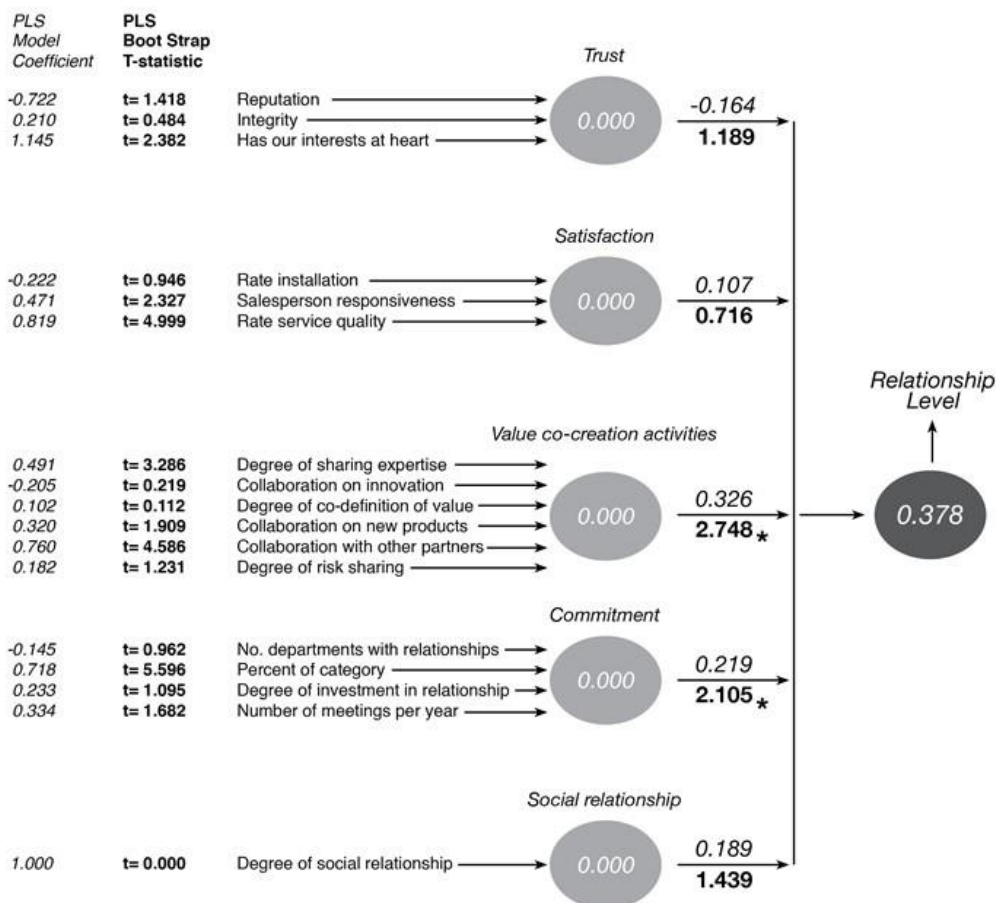 PLS PLS
Model Boot Strap
Coefficient T-statistic
Trust
-0.722 t= 1.418 Reputation
0.210 t= 0.484 Integrity
1.145 t= 2.382 Has our interests at heart
0.000
-0.164
1.189
Satisfaction
-0.222 t= 0.946 Rate installation
0.471 t= 2.327 Salesperson responsiveness
0.819 t= 4.999 Rate service quality
0.000
0.107
0.716
Value co-creation activities
0.491 t= 3.286 Degree of sharing expertise
-0.205 t= 0.219 Collaboration on innovation
0.102 t= 0.112 Degree of co-definition of value
0.320 t= 1.909 Collaboration on new products
0.760 t= 4.586 Collaboration with other partners
0.182 t= 1.231 Degree of risk sharing
0.000
0.326
2.748 *
Commitment
-0.145 t= 0.962 No. departments with relationships
0.718 t= 5.596 Percent of category
0.233 t= 1.095 Degree of investment in relationship
0.334 t= 1.682 Number of meetings per year
0.000
0.219
2.105 *
Social relationship
1.000 t= 0.000 Degree of social relationship
0.000
0.189
1.439
Relationship
Level
0.378